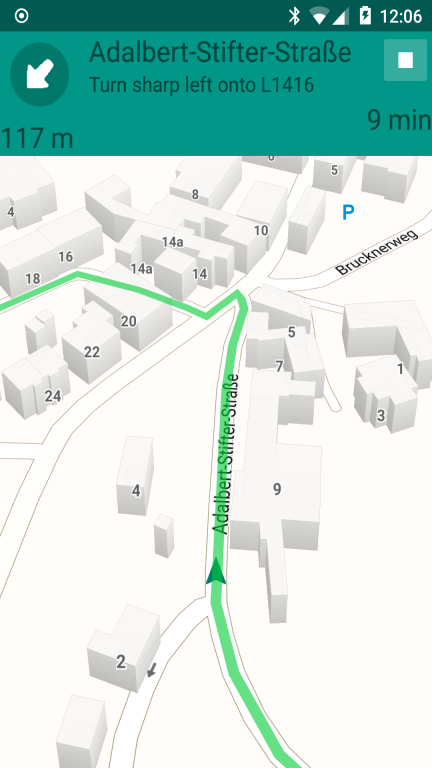 12:06
Adalbert-Stifter-Straße
Turn sharp left onto L1416
9 min
117 m
6
5
8
4
P
10
14a
16
Brucknerweg
14a
14
18
20
5
22
7
1
24
3
Adalbert-Stifter-Straße
4
9
2